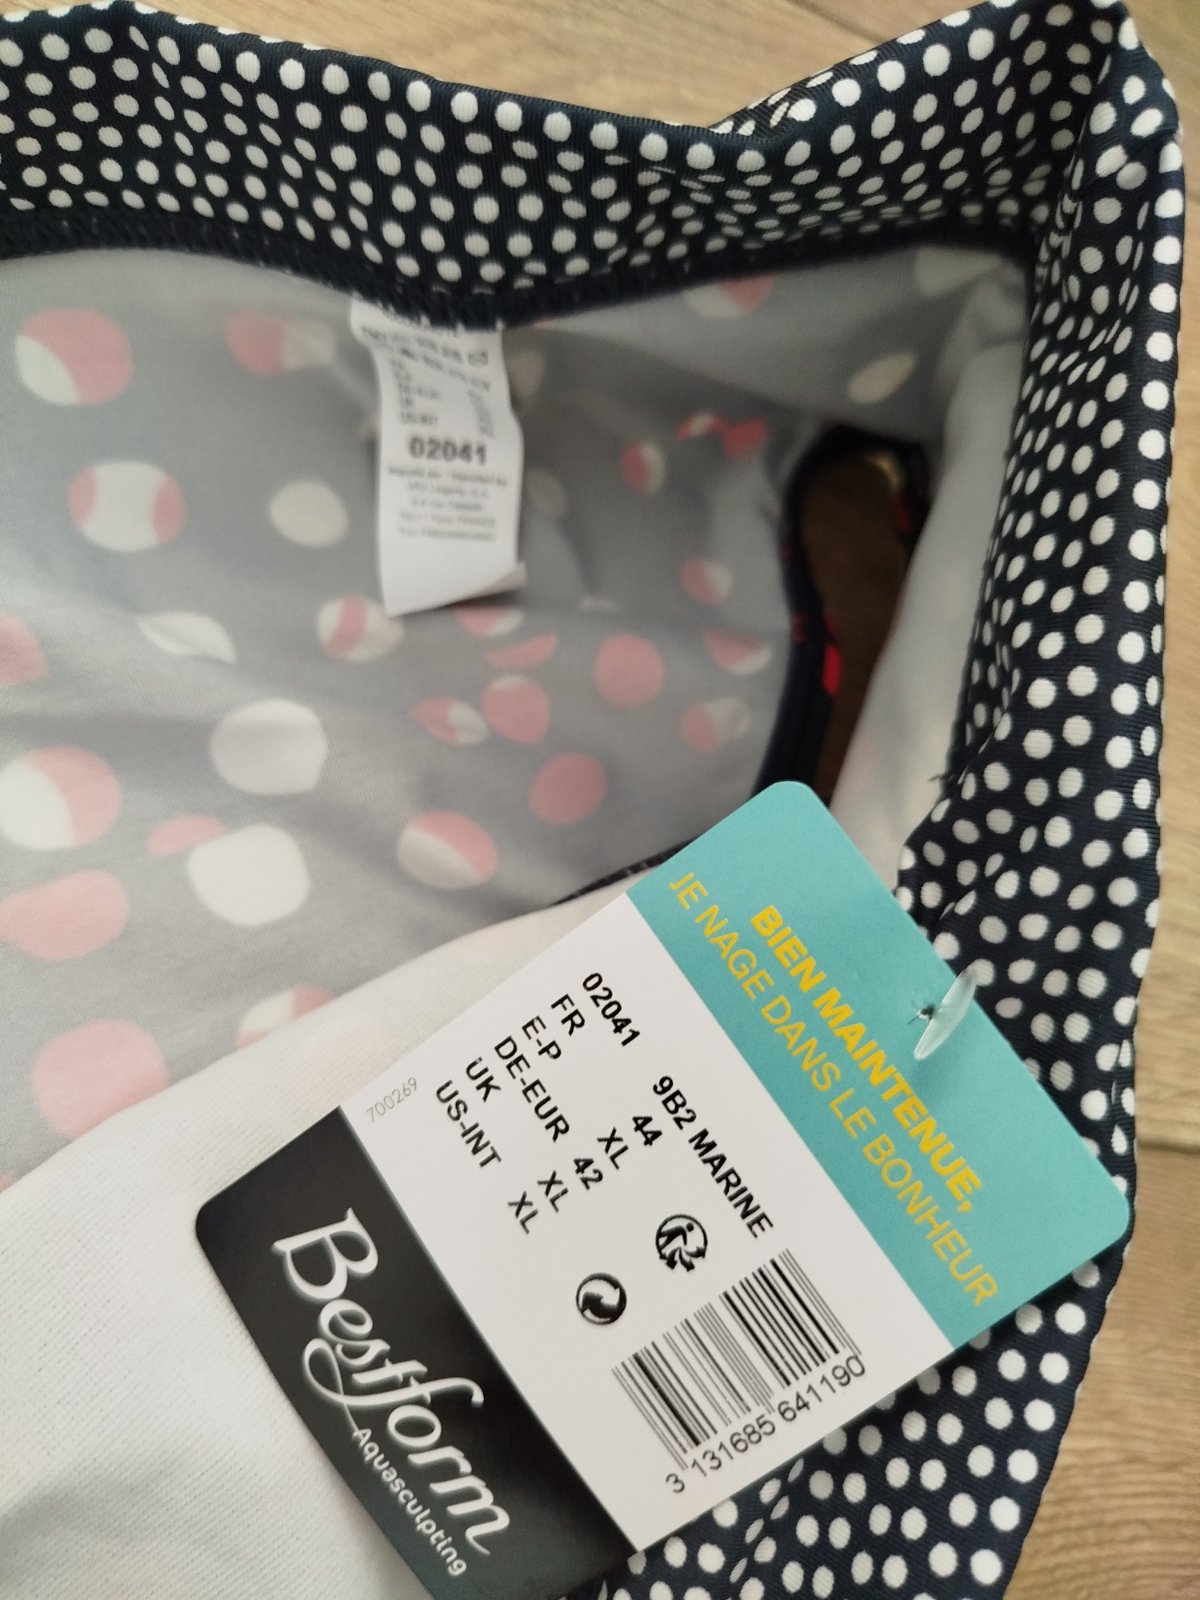 02041
BIEN MAINTENUE,
JE NAGE DANS LE BONHEUR
02041 9B2 MARINE
FR 44
E-P XL
DE-EUR 42
UK XL
US-INT XL
700269
3 131685 641190
Bestform
Aquasculpting